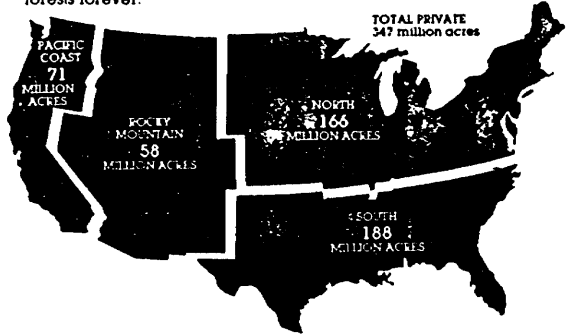 forests forever.
TOTAL PRIVATE
347 million acres
PACIFIC
COAST
71
MILLION
ACRES
ROCKY
MOUNTAIN
58
MILLION ACRES
NORTH
166
MILLION ACRES
SOUTH
188
MILLION ACRES